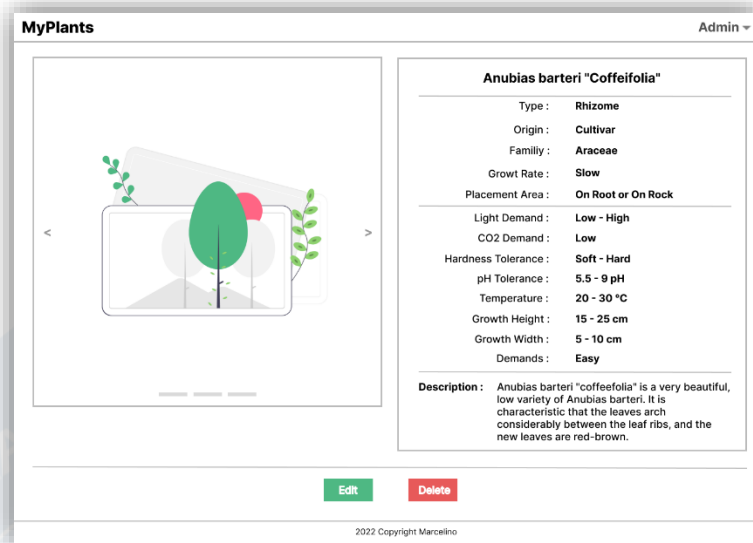 MyPlants
Admin
<
>
Anubias barteri "Coffeifolia"
Type : Rhizome
Origin : Cultivar
Familiy : Araceae
Growt Rate : Slow
Placement Area : On Root or On Rock
Light Demand : Low - High
CO2 Demand : Low
Hardness Tolerance : Soft - Hard
pH Tolerance : 5.5 - 9 pH
Temperature : 20 - 30 °C
Growth Height : 15 - 25 cm
Growth Width : 5 - 10 cm
Demands : Easy
Description : Anubias barteri "coffeefolia" is a very beautiful,
low variety of Anubias barteri. It is
characteristic that the leaves arch
considerably between the leaf ribs, and the
new leaves are red-brown.
Edit
Delete
2022 Copyright Marcelino